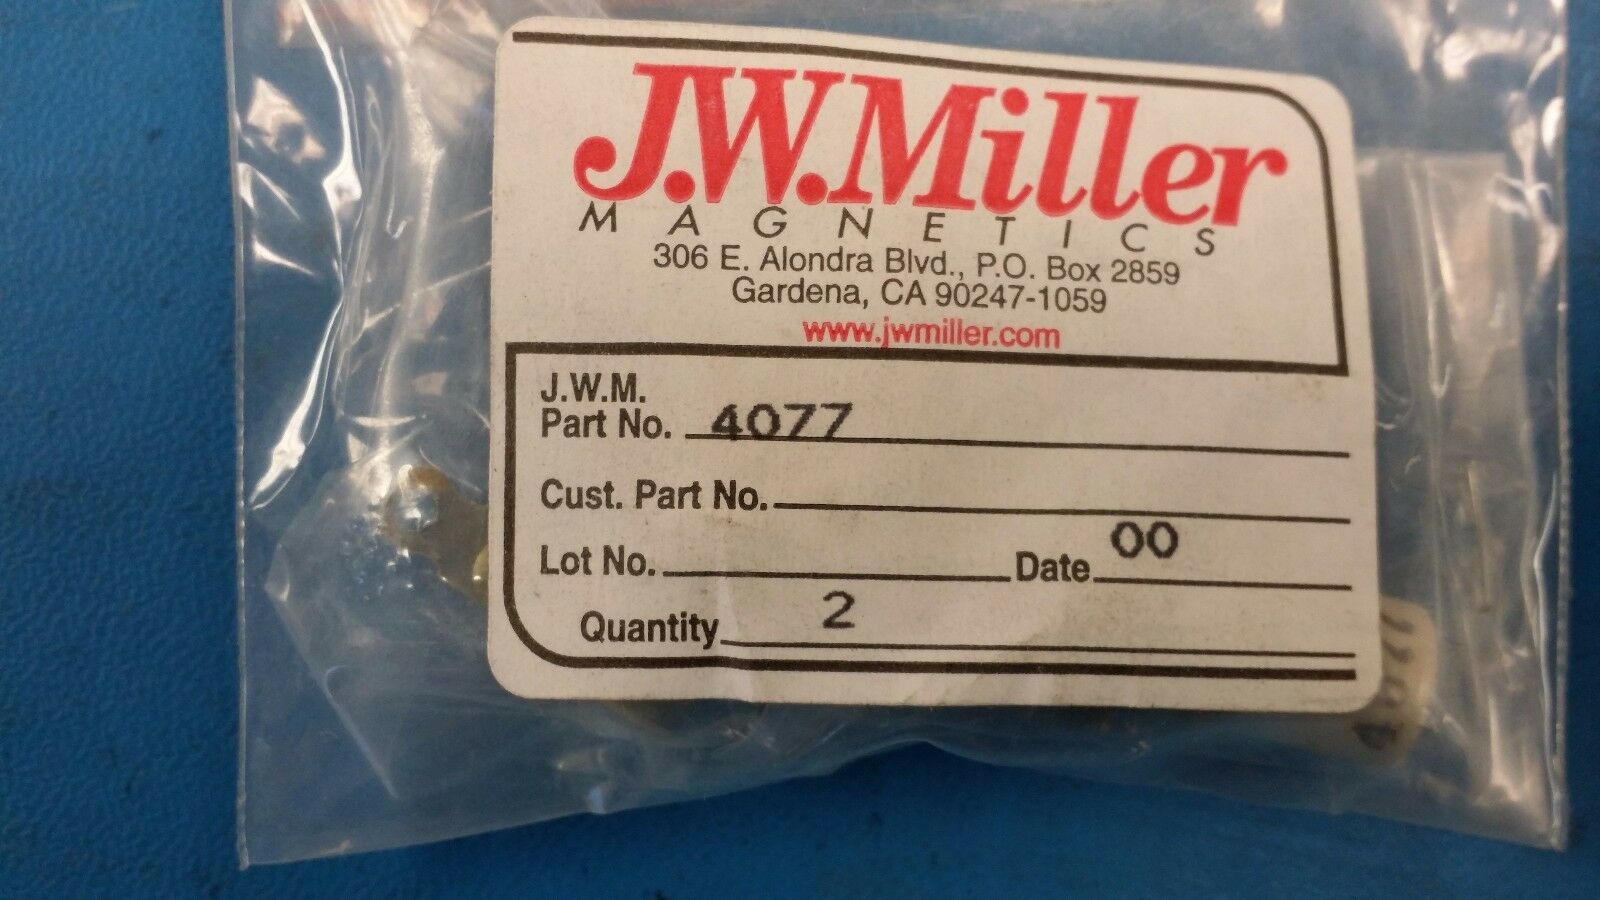 J.W.Miller
MAGNETICS
306 E. Alondra Blvd., P.O. Box 2859
Gardena, CA 90247-1059
www.jwmiller.com
J.W.M.
Part No. 4077
Cust. Part No.
Lot No. Date 00
Quantity 2
4077